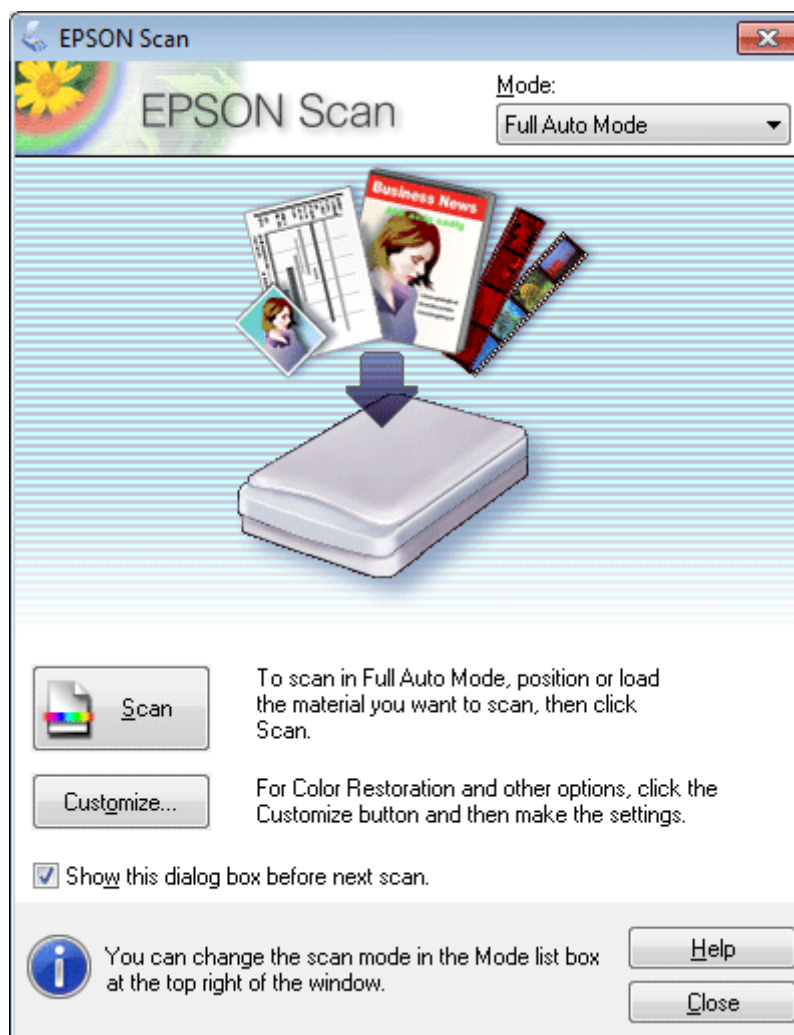 EPSON Scan
EPSON Scan
Mode:
Full Auto Mode
Business News
Scan
To scan in Full Auto Mode, position or load
the material you want to scan, then click
Scan.
Customize...
For Color Restoration and other options, click the
Customize button and then make the settings.
Show this dialog box before next scan.
You can change the scan mode in the Mode list box
at the top right of the window.
Help
Close